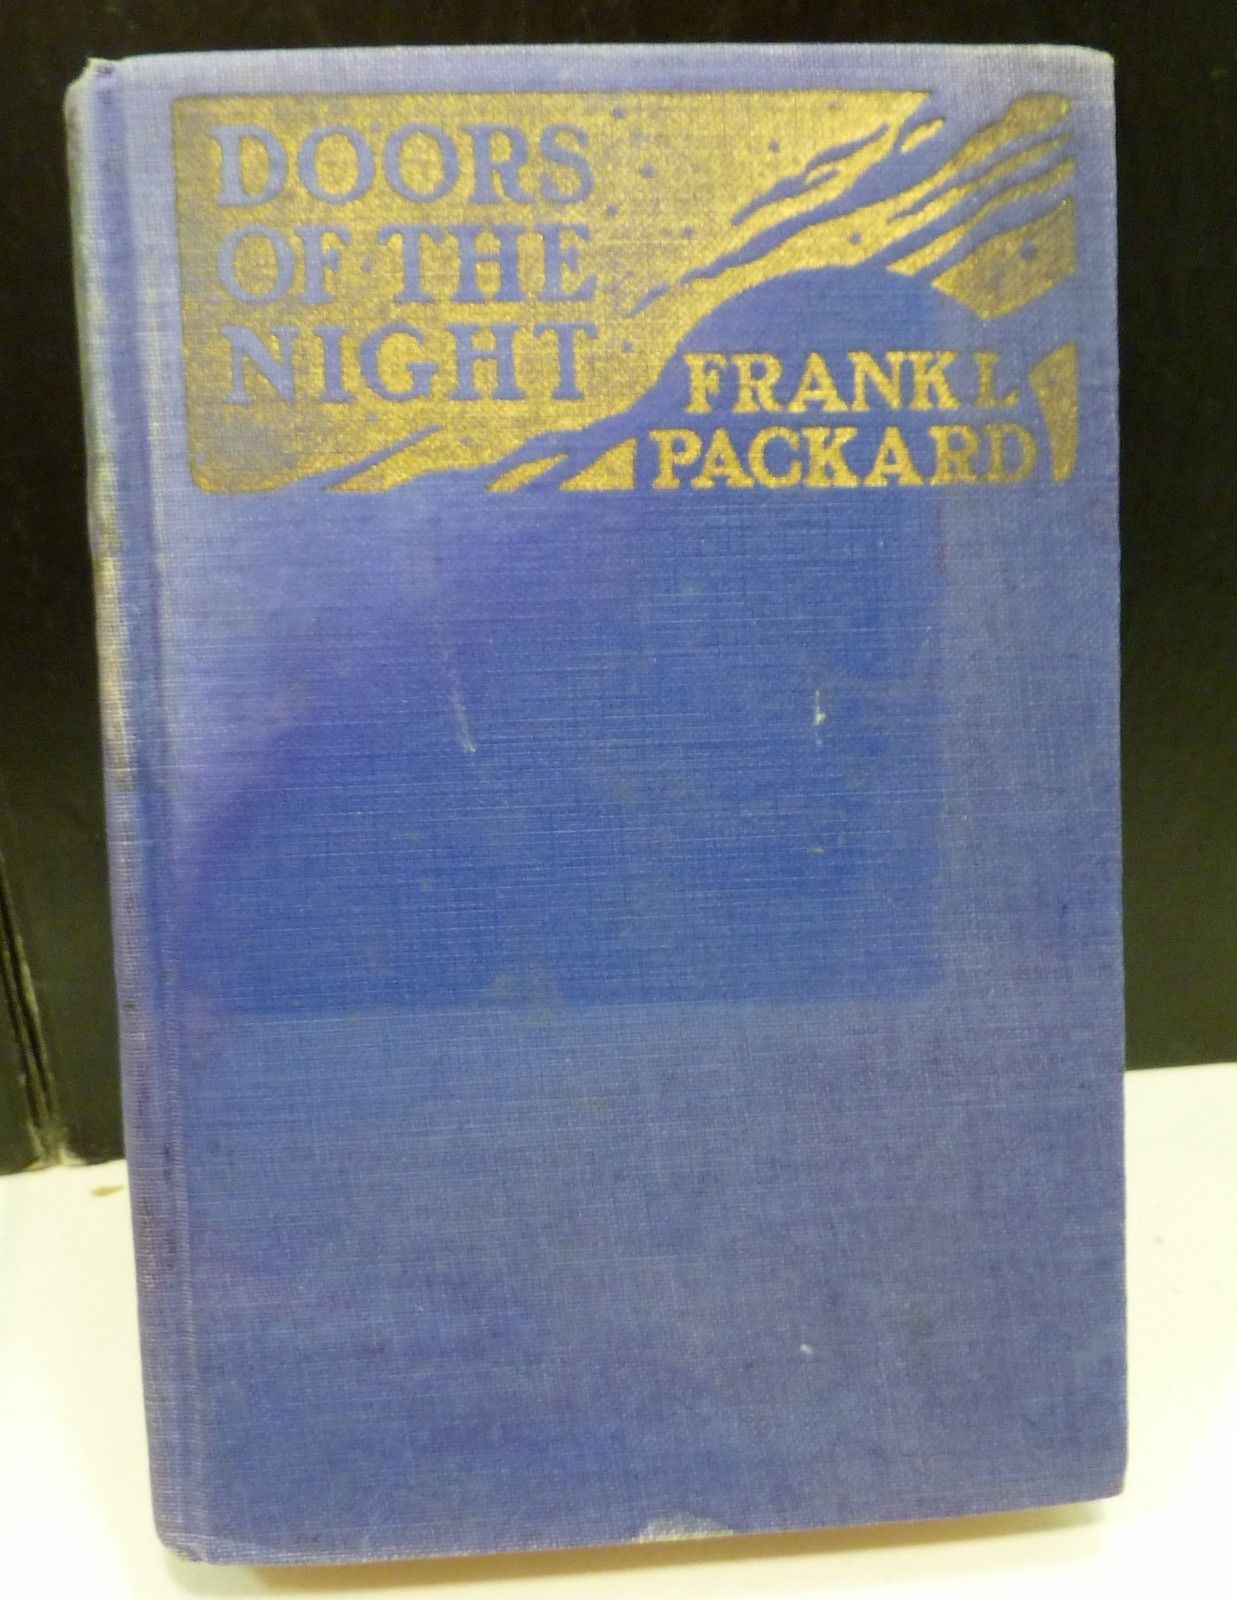 DOORS
OF THE
NIGHT
FRANK L
PACKARD